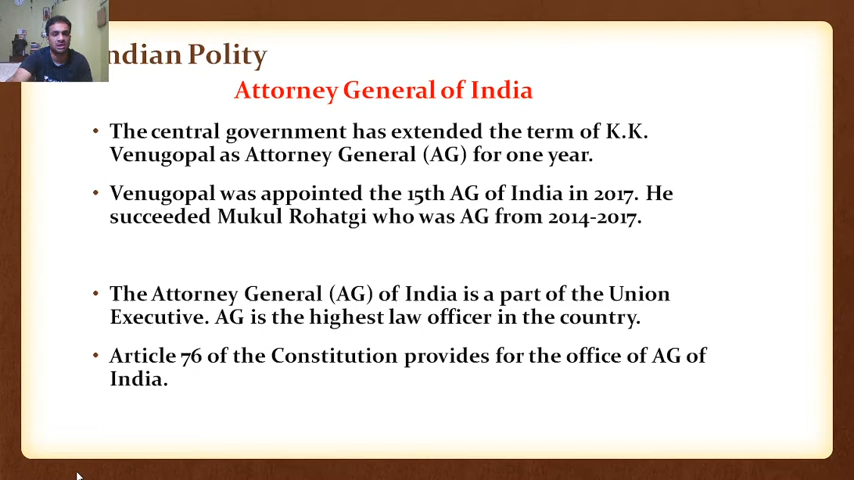 ndian Polity
Attorney General of India
• The central government has extended the term of K.K.
Venugopal as Attorney General (AG) for one year.
• Venugopal was appointed the 15th AG of India in 2017. He
succeeded Mukul Rohatgi who was AG from 2014-2017.
• The Attorney General (AG) of India is a part of the Union
Executive. AG is the highest law officer in the country.
• Article 76 of the Constitution provides for the office of AG of
India.